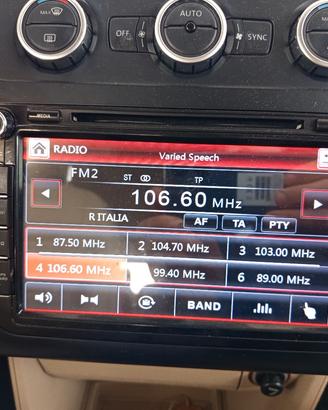 MAX
AUTO
OFF
SYNC
MEDIA
RADIO
Varied Speech
FM2
ST TP
106.60 MHz
R ITALIA AF TA PTY
1 87.50 MHz 2 104.70 MHz 3 103.00 MHz
4 106.60 MHz 99.40 MHz 6 89.00 MHz
BAND